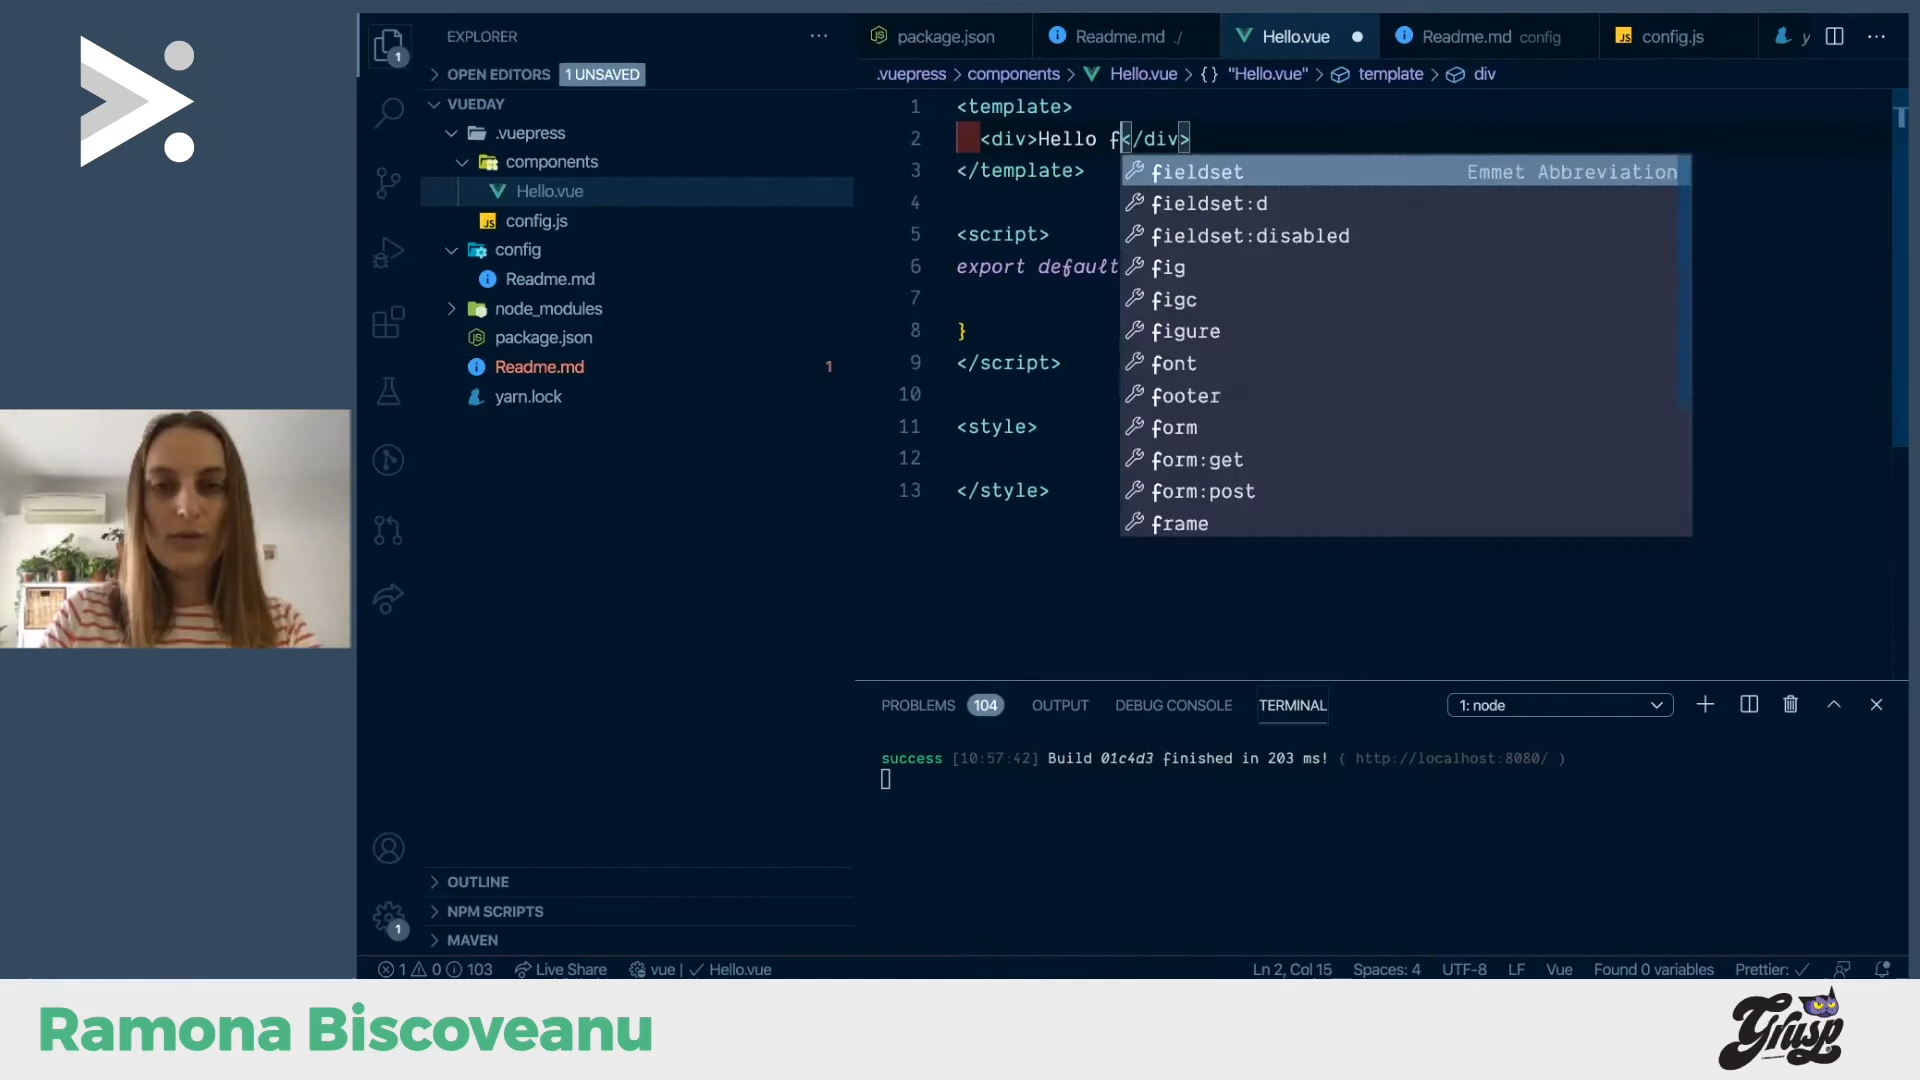 EXPLORER
1
OPEN EDITORS 1 UNSAVED
VUEDAY
.vuepress
components
Hello.vue
config.js
config
Readme.md
node_modules
package.json
Readme.md 1
yarn.lock
OUTLINE
NPM SCRIPTS
MAVEN
1
package.json Readme.md ./ Hello.vue Readme.md config config.js y
.vuepress > components > Hello.vue > {} "Hello.vue" > template > div
1 <template>
2 <div>Hello f</div>
3 </template>
4
5 <script>
6 export default
7
8 }
9 </script>
10
11 <style>
12
13 </style>
fieldset Emmet Abbreviation
fieldset:d
fieldset:disabled
fig
figc
figure
font
footer
form
form:get
form:post
frame
PROBLEMS 104 OUTPUT DEBUG CONSOLE TERMINAL 1: node
success [10:57:42] Build 01c4d3 finished in 203 ms! ( http://localhost:8080/ )
1 0 103 Live Share vue | ✓ Hello.vue Ln 2, Col 15 Spaces: 4 UTF-8 LF Vue Found 0 variables Prettier: ✓
Ramona Biscoveanu
Grusp